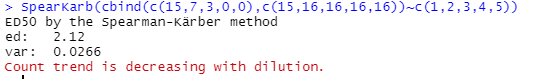 > SpearKarb(cbind(c(15,7,3,0,0),c(15,16,16,16,16))~c(1,2,3,4,5))
ED50 by the Spearman-Kärber method
ed:   2.12
var:  0.0266
Count trend is decreasing with dilution.